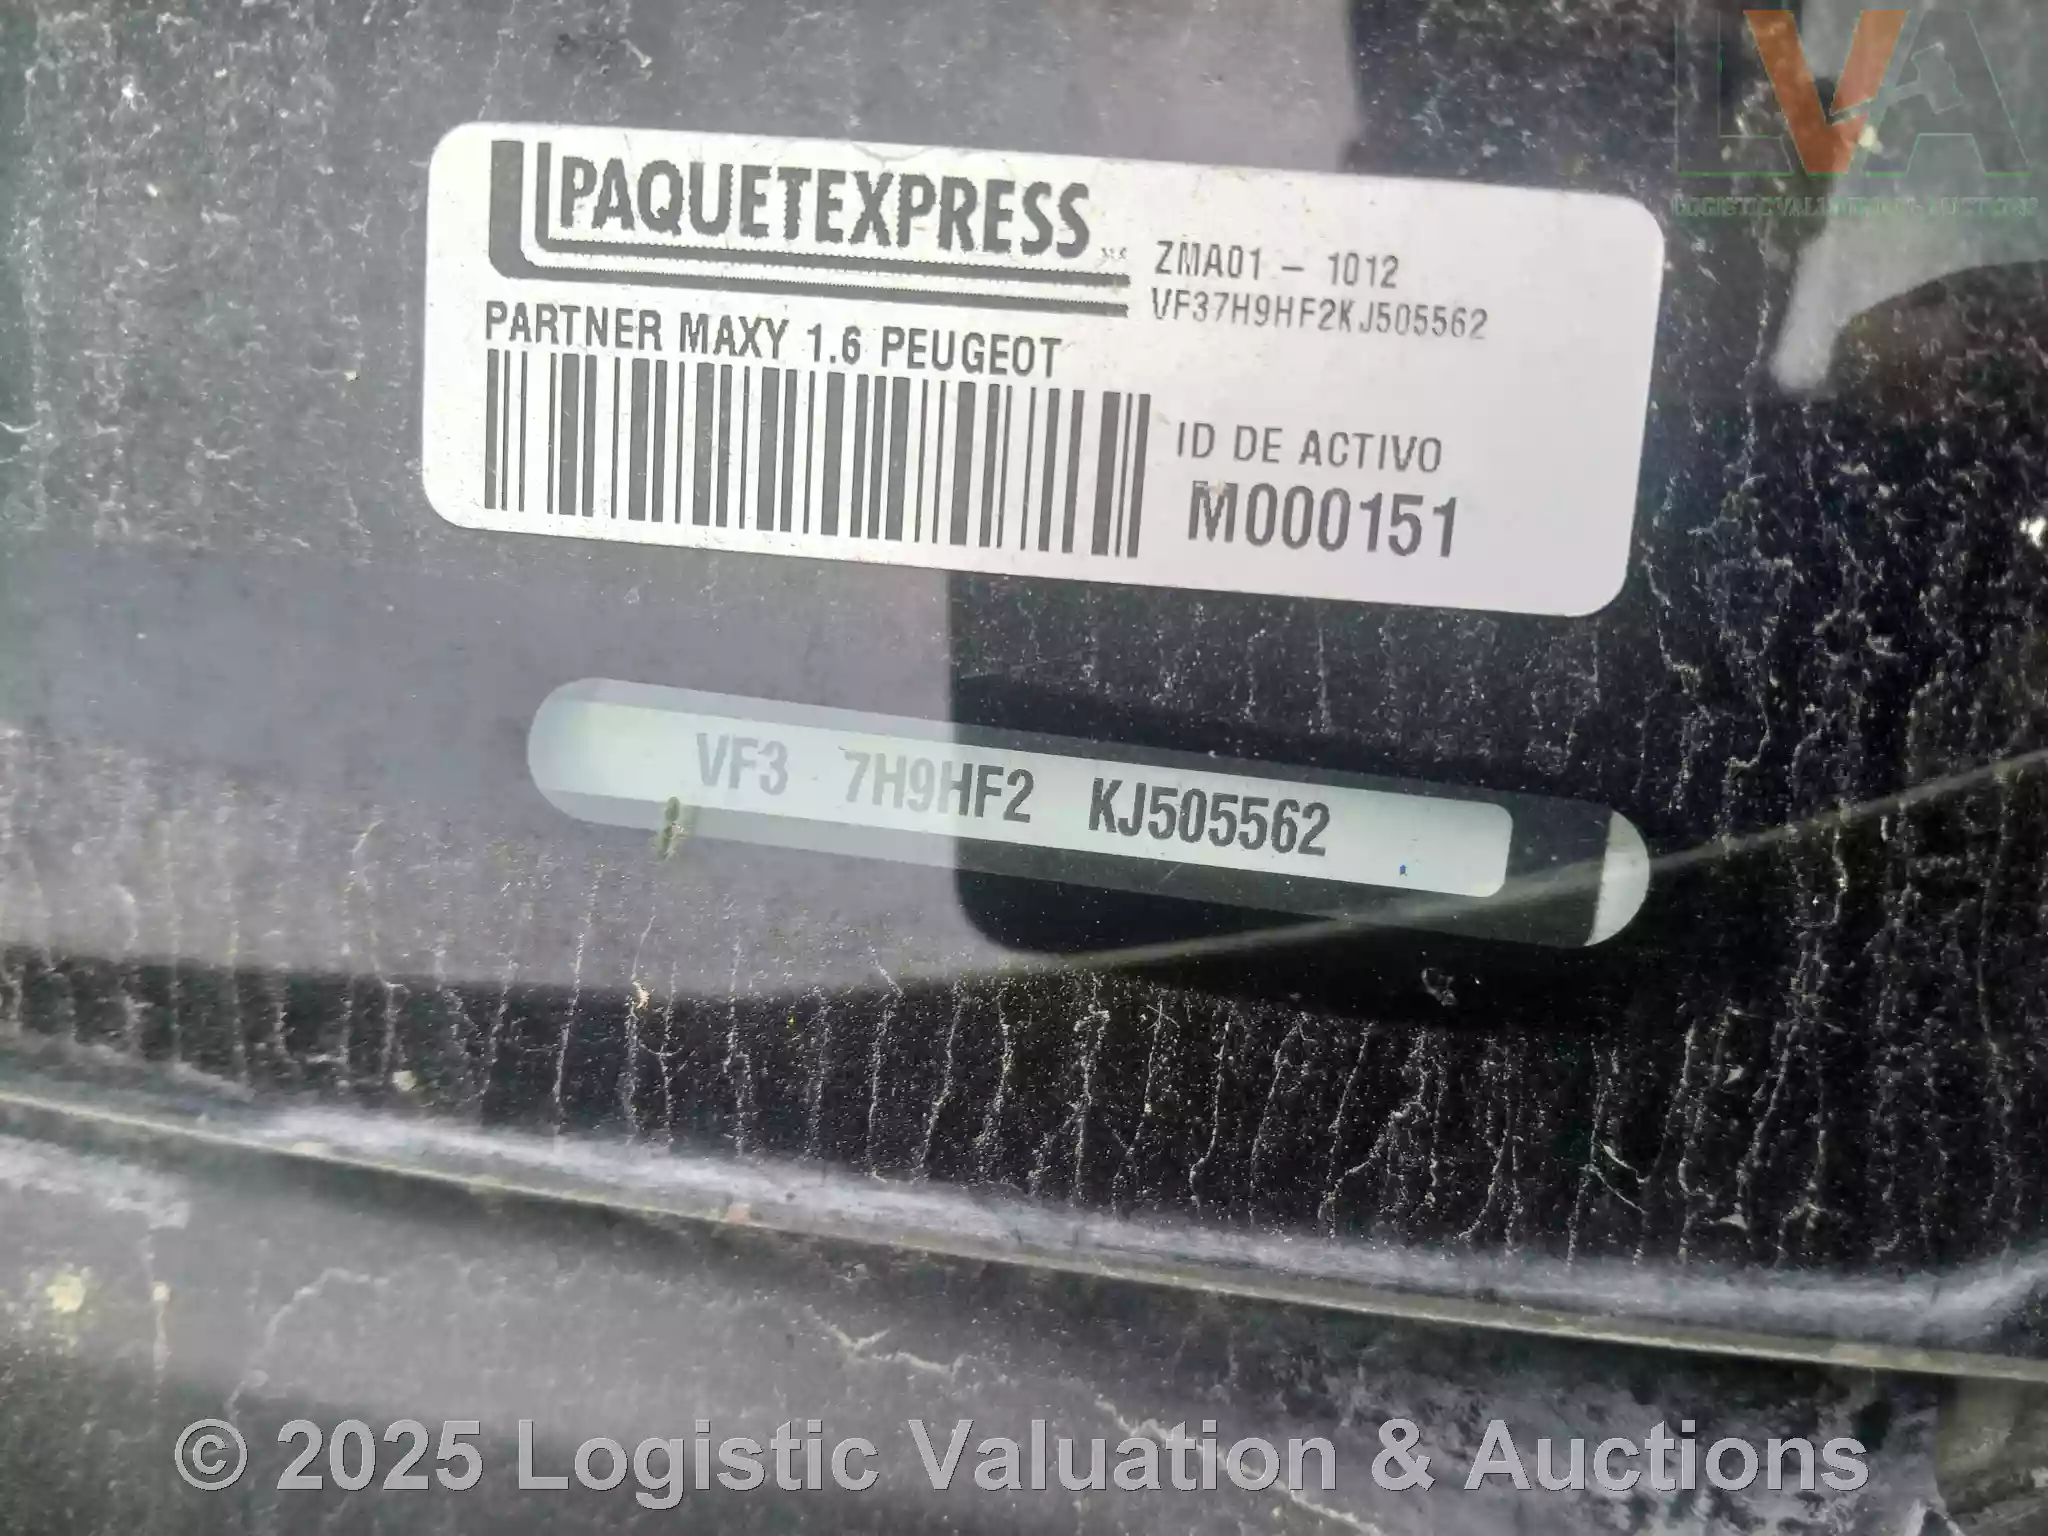 LVA
PAQUETEXPRESS
ZMA01 - 1012
VF37H9HF2KJ505562
PARTNER MAXY 1.6 PEUGEOT
ID DE ACTIVO
M000151
VF3 7H9HF2 KJ505562
© 2025 Logistic Valuation & Auctions